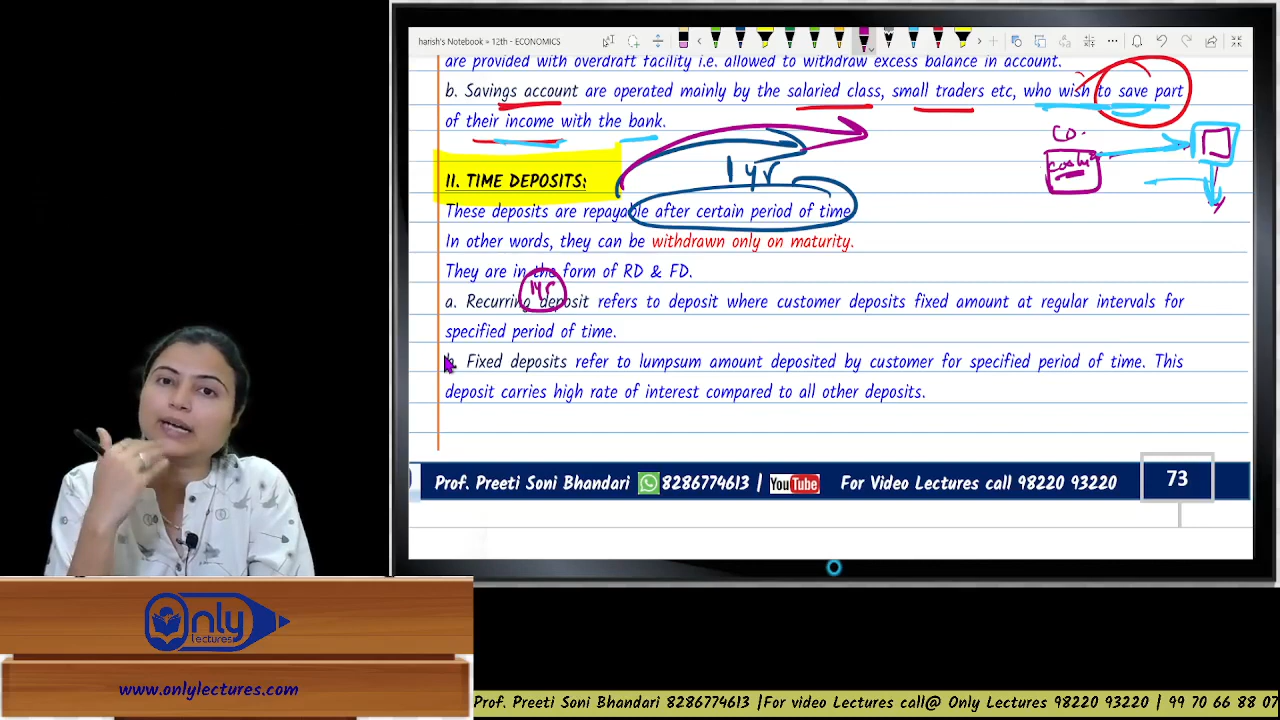 harish's Notebook » 12th - ECONOMICS
are provided with overdraft facility i.e. allowed to withdraw excess balance in account.
b. Savings account are operated mainly by the salaried class, small traders etc, who wish to save part
of their income with the bank.
CD.
1 yr
II. TIME DEPOSITS:
These deposits are repayable after certain period of time
In other words, they can be withdrawn only on maturity.
They are in the form of RD & FD.
1yr
a. Recurring deposit refers to deposit where customer deposits fixed amount at regular intervals for
specified period of time.
b. Fixed deposits refer to lumpsum amount deposited by customer for specified period of time. This
deposit carries high rate of interest compared to all other deposits.
Prof. Preeti Soni Bhandari 8286774613 | YouTube For Video Lectures call 98220 93220 73
Only
lectures
www.onlylectures.com
Prof. Preeti Soni Bhandari 8286774613 |For video Lectures call@ Only Lectures 98220 93220 | 99 70 66 88 07